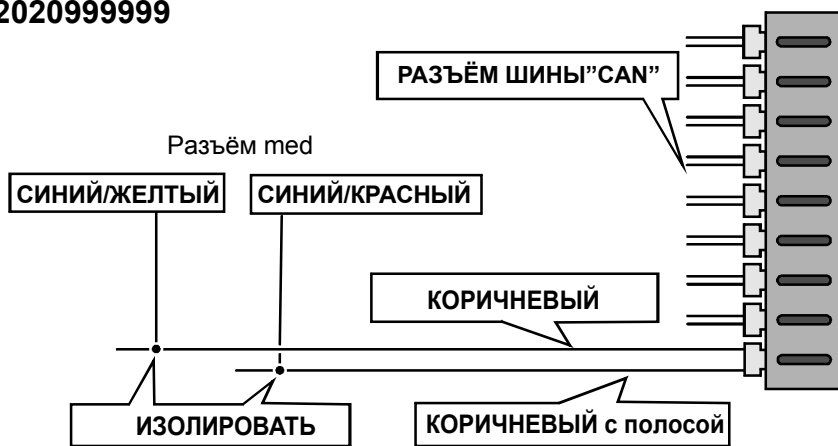 2020999999
РАЗЪЁМ ШИНЫ”CAN”
Разъём med
СИНИЙ/ЖЕЛТЫЙ
СИНИЙ/КРАСНЫЙ
КОРИЧНЕВЫЙ
ИЗОЛИРОВАТЬ
КОРИЧНЕВЫЙ с полосой